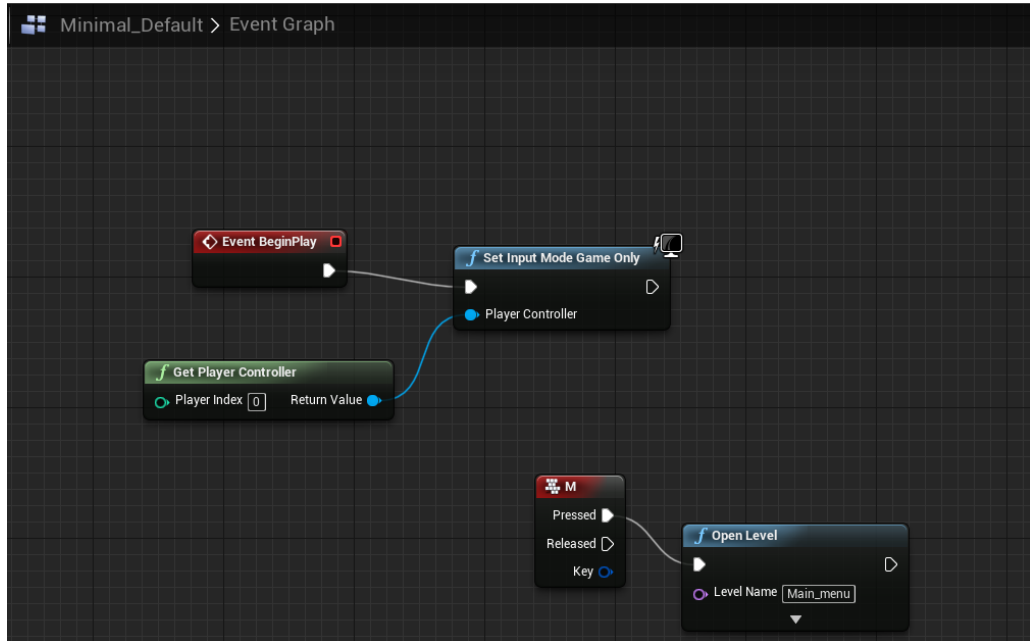 Minimal_Default > Event Graph
Event BeginPlay
f Set Input Mode Game Only
Player Controller
f Get Player Controller
Player Index 0 Return Value
M
Pressed
Released
Key
f Open Level
Level Name Main_menu